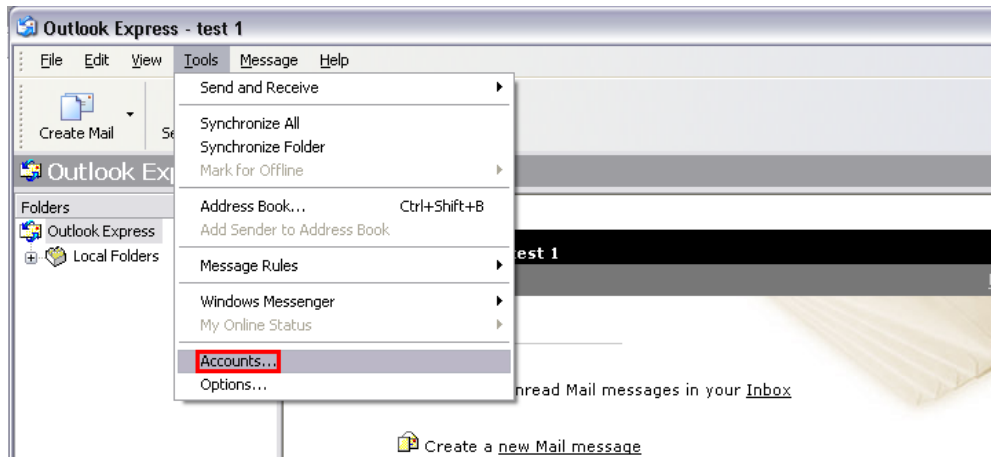 Outlook Express - test 1
File Edit View Tools Message Help
Send and Receive
Create Mail
Synchronize All
Synchronize Folder
Mark for Offline
Outlook Exp
Folders
Address Book... Ctrl+Shift+B
Outlook Express
Add Sender to Address Book
Local Folders
test 1
Message Rules
Windows Messenger
My Online Status
Accounts...
Options...
nread Mail messages in your Inbox
Create a new Mail message